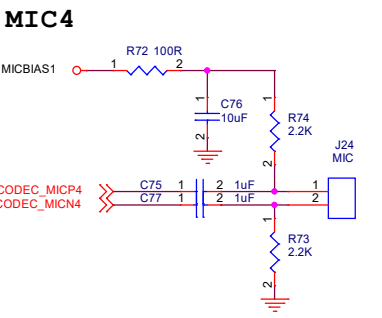 MIC4
R72 100R
MICBIAS1
1
2
1
C76
10uF
2
1
R74
2.2K
2
J24
MIC
CODEC_MICP4
C75
1
2
1uF
1
CODEC_MICN4
C77
1
2
1uF
2
1
R73
2.2K
2